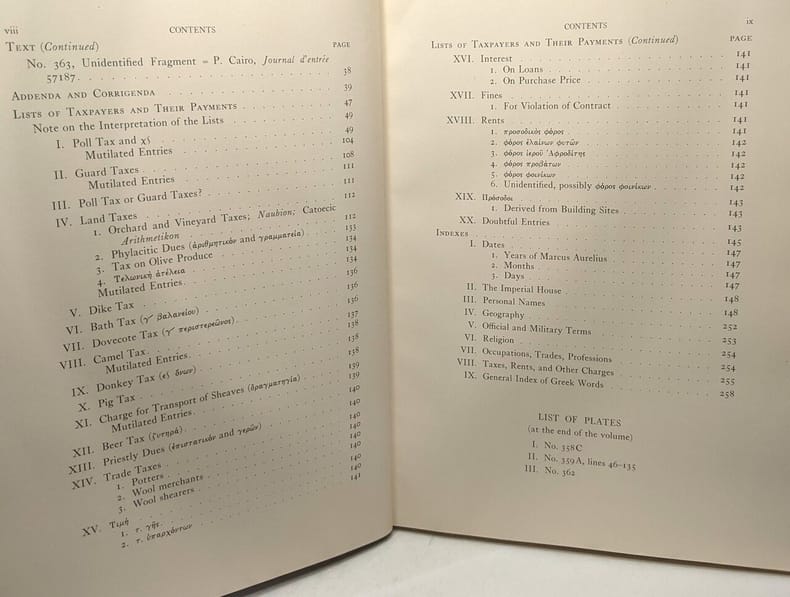 viii
CONTENTS
TEXT (Continued)
PAGE
No. 363, Unidentified Fragment = P. Cairo, Journal d'entrée
57187 . 38
ADDENDA AND CORRIGENDA 39
LISTS OF TAXPAYERS AND THEIR PAYMENTS 47
Note on the Interpretation of the Lists 49
I. Poll Tax and 49
Mutilated Entries 104
II. Guard Taxes 108
Mutilated Entries 111
III. Poll Tax or Guard Taxes? 111
IV. Land Taxes 112
1. Orchard and Vineyard Taxes; Naubion; Catoecic
Arithmetikon 112
2. Phylacitic Dues (ἀριθμητικόν and γραμματεία) 133
3. Tax on Olive Produce 134
4. Τελωνικὴ ἀτέλεια 134
Mutilated Entries 134
V. Dike Tax 136
VI. Bath Tax (γ′ βαλανείου) 136
VII. Dovecote Tax (γ′ περιστερεῶνος) 136
VIII. Camel Tax 137
Mutilated Entries 138
IX. Donkey Tax (εξ ὄνων) 138
X. Pig Tax 138
XI. Charge for Transport of Sheaves (δραγματηγία) 139
Mutilated Entries 139
XII. Beer Tax (ζυτηρά) 140
XIII. Priestly Dues (ἐπιστατικόν and γερῶν) 140
XIV. Trade Taxes 140
1. Potters 140
2. Wool merchants 140
3. Wool shearers 140
XV. Τιμή 140
1. τ. γῆς 140
2. τ. ὑπαρχόντων 141
CONTENTS
ix
LISTS OF TAXPAYERS AND THEIR PAYMENTS (Continued)
PAGE
XVI. Interest 141
1. On Loans 141
2. On Purchase Price 141
XVII. Fines 141
1. For Violation of Contract 141
XVIII. Rents 141
1. προσοδικὸς φόρος 141
2. φόρος ἐλαίνων φυτῶν 142
3. φόρος ἱεροῦ Ἀφροδίτης 142
4. φόρος προβάτων 142
5. φόρος φοινίκων 142
6. Unidentified, possibly φόρος φοινίκων 142
XIX. Πρόσοδοι 143
1. Derived from Building Sites 143
XX. Doubtful Entries 143
INDEXES 145
I. Dates 147
1. Years of Marcus Aurelius 147
2. Months 147
3. Days 147
II. The Imperial House 148
III. Personal Names 148
IV. Geography 252
V. Official and Military Terms 253
VI. Religion 254
VII. Occupations, Trades, Professions 254
VIII. Taxes, Rents, and Other Charges 255
IX. General Index of Greek Words 258
LIST OF PLATES
(at the end of the volume)
I. No. 358C
II. No. 359A, lines 46-135
III. No. 362